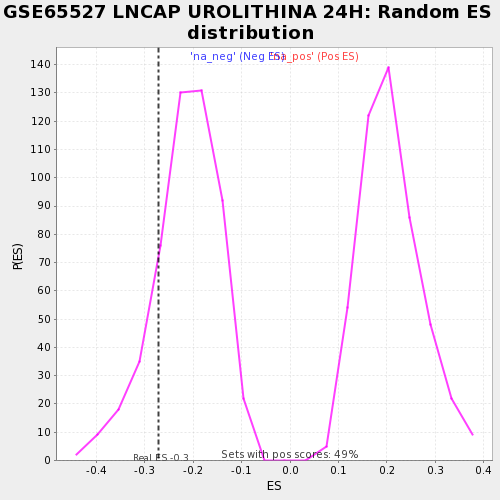 GSE65527 LNCAP UROLITHINA 24H: Random ES
distribution
'na_neg' (Neg ES) 'na_pos' (Pos ES)
140
130
120
110
100
90
80
70
60
50
40
30
20
10
0
P(ES)
Real ES -0.3
Sets with pos scores: 49%
-0.4 -0.3 -0.2 -0.1 0.0 0.1 0.2 0.3 0.4
ES